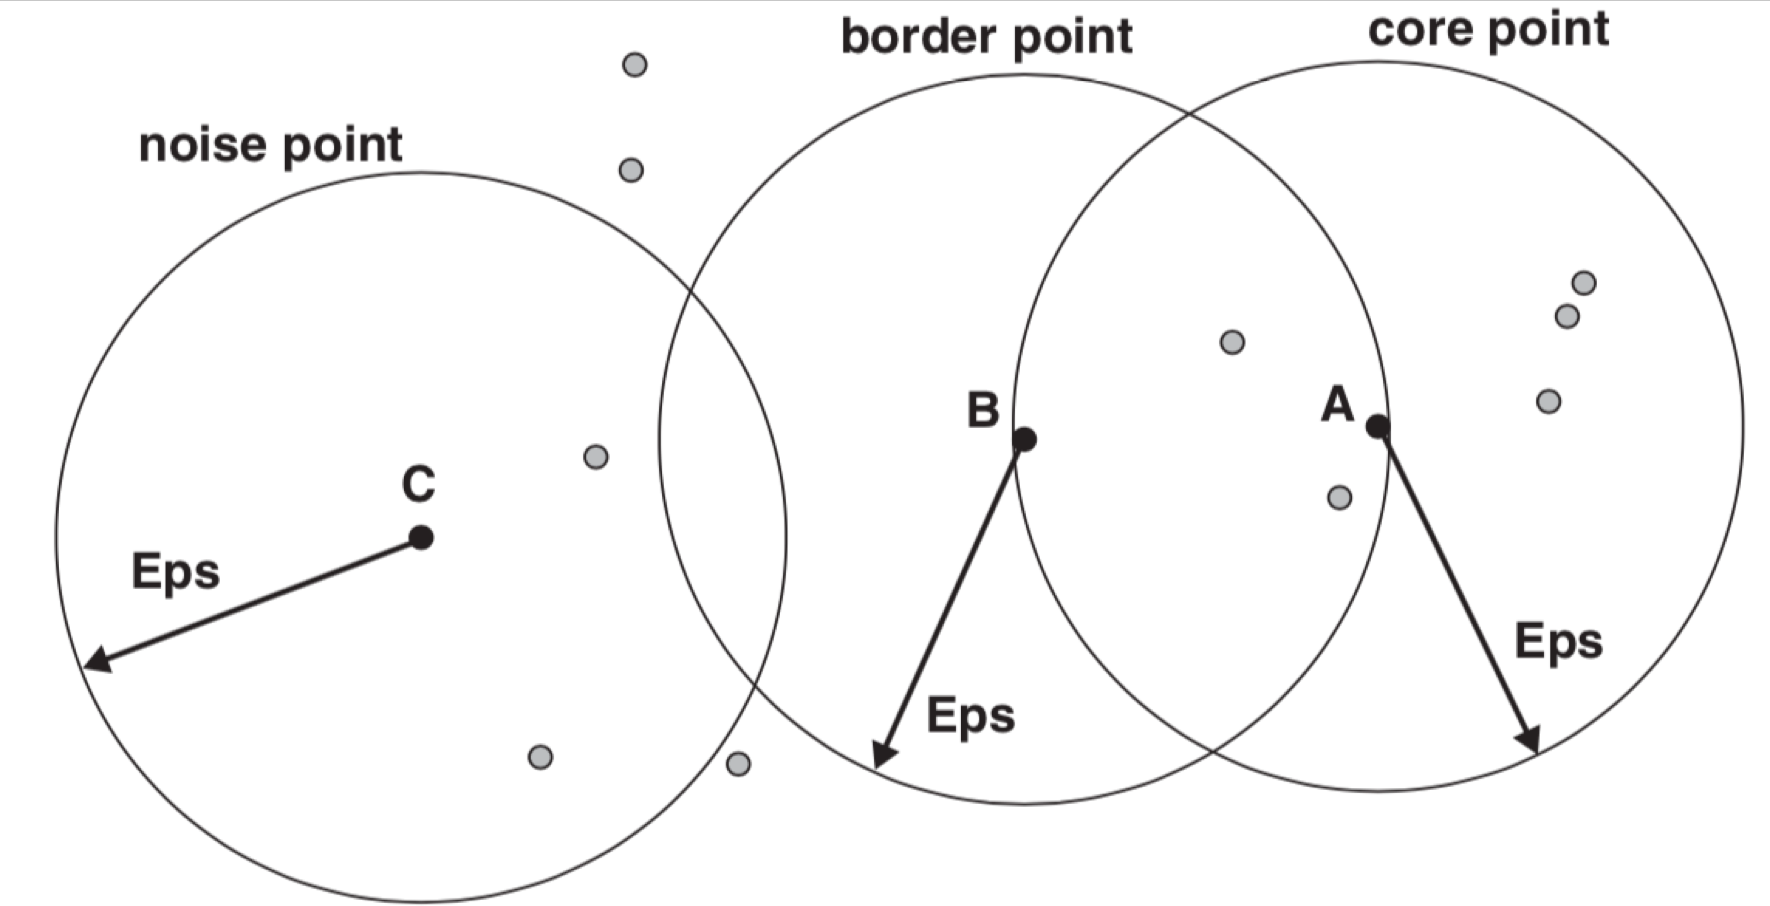 border point
core point
noise point
B
A
C
Eps
Eps
Eps